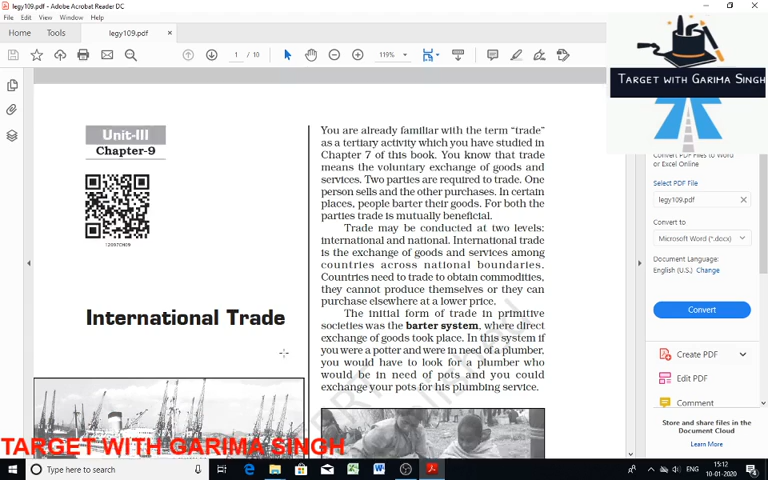 legy109.pdf - Adobe Acrobat Reader DC
File Edit View Window Help
Home Tools legy109.pdf ×
1 / 10 119%
TARGET WITH GARIMA SINGH
Convert PDF Files to Word
or Excel Online
Select PDF File
legy109.pdf
Convert to
Microsoft Word (*.docx)
Document Language:
English (U.S.) Change
Convert
Create PDF
Edit PDF
Comment
Store and share files in the
Document Cloud
Learn More
Unit-III
Chapter-9
12097CH09
International Trade
You are already familiar with the term “trade”
as a tertiary activity which you have studied in
Chapter 7 of this book. You know that trade
means the voluntary exchange of goods and
services. Two parties are required to trade. One
person sells and the other purchases. In certain
places, people barter their goods. For both the
parties trade is mutually beneficial.
Trade may be conducted at two levels:
international and national. International trade
is the exchange of goods and services among
countries across national boundaries.
Countries need to trade to obtain commodities,
they cannot produce themselves or they can
purchase elsewhere at a lower price.
The initial form of trade in primitive
societies was the barter system, where direct
exchange of goods took place. In this system if
you were a potter and were in need of a plumber,
you would have to look for a plumber who
would be in need of pots and you could
exchange your pots for his plumbing service.
TARGET WITH GARIMA SINGH
Type here to search
ENG
15:12
10-01-2020